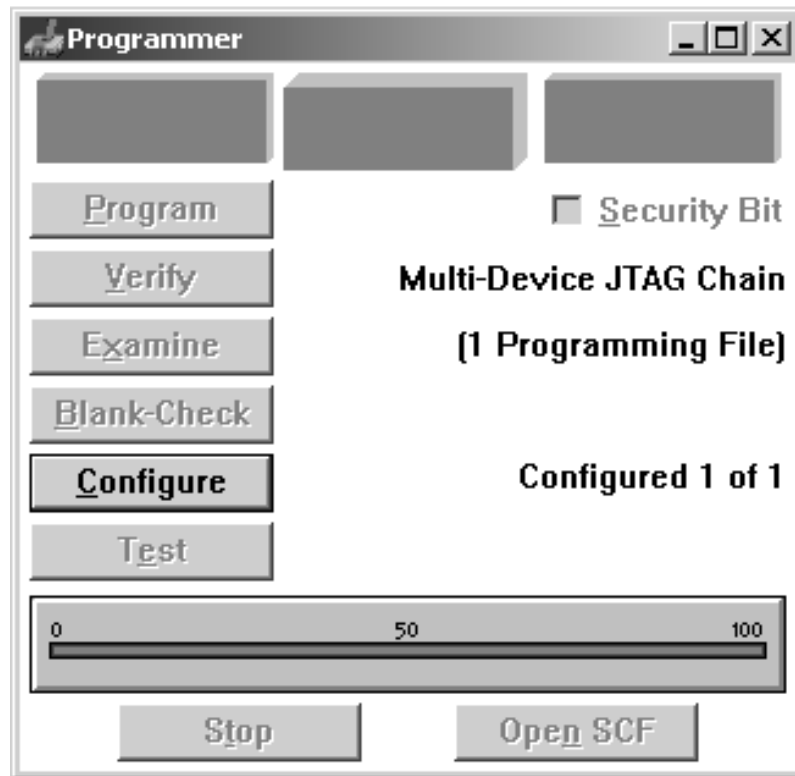 Programmer
Program
Security Bit
Verify
Multi-Device JTAG Chain
Examine
(1 Programming File)
Blank-Check
Configure
Configured 1 of 1
Test
0 50 100
Stop
Open SCF